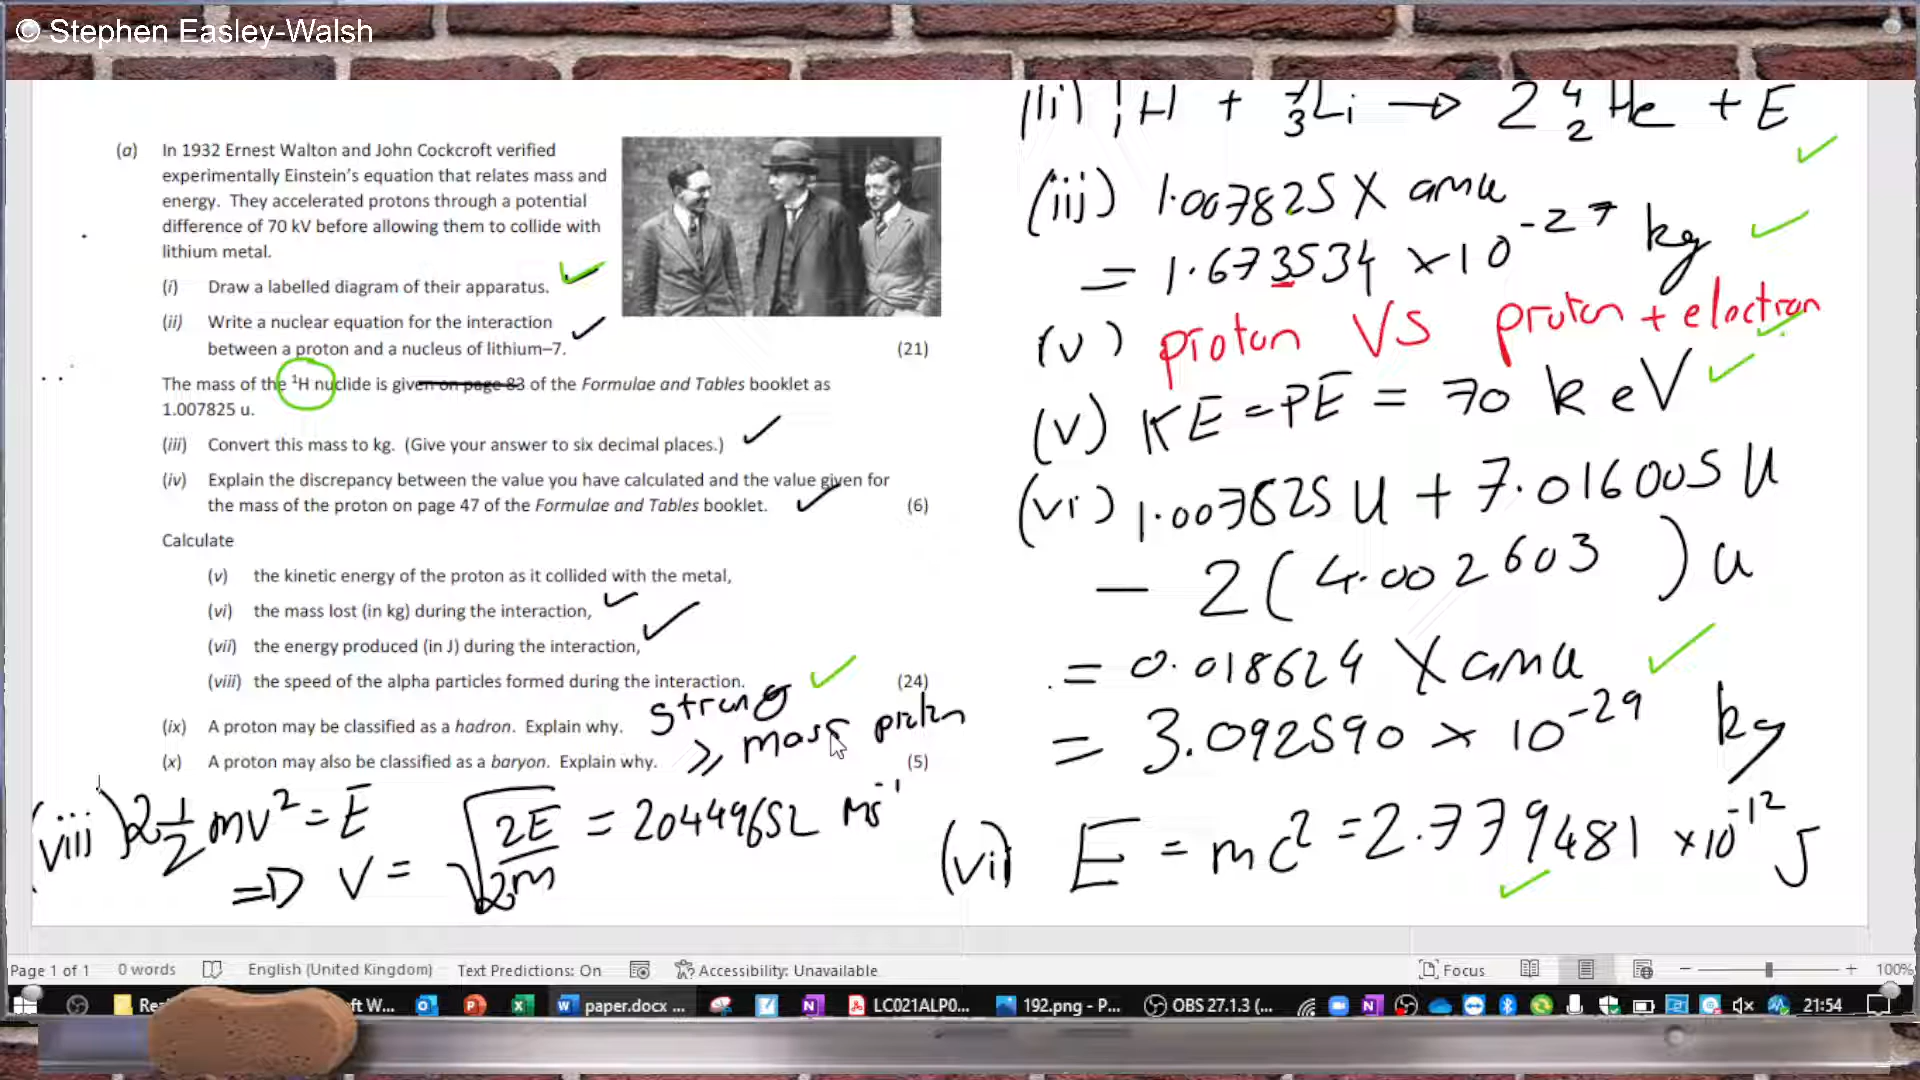 © Stephen Easley-Walsh
(a) In 1932 Ernest Walton and John Cockcroft verified
experimentally Einstein's equation that relates mass and
energy. They accelerated protons through a potential
difference of 70 kV before allowing them to collide with
lithium metal.
(i) Draw a labelled diagram of their apparatus.
(ii) Write a nuclear equation for the interaction
between a proton and a nucleus of lithium–7. (21)
The mass of the ¹H nuclide is given on page 83 of the Formulae and Tables booklet as
1.007825 u.
(iii) Convert this mass to kg. (Give your answer to six decimal places.)
(iv) Explain the discrepancy between the value you have calculated and the value given for
the mass of the proton on page 47 of the Formulae and Tables booklet. (6)
Calculate
(v) the kinetic energy of the proton as it collided with the metal,
(vi) the mass lost (in kg) during the interaction,
(vii) the energy produced (in J) during the interaction,
(viii) the speed of the alpha particles formed during the interaction. (24)
(ix) A proton may be classified as a hadron. Explain why. strong
(x) A proton may also be classified as a baryon. Explain why. ≥ mass proton (5)
(viii) 2 ½ mv² = E
⇒ v = √(2E/2m) = 20449652 ms⁻¹
(ii) ¹₁H + ⁷₃Li → 2 ⁴₂He + E
(iii) 1.007825 X amu
= 1.673534 × 10⁻²⁷ kg
(v) proton VS proton + electron
(v) KE = PE = 70 keV
(vi) 1.007825 u + 7.016005 u
− 2 (4.002603 ) u
= 0.018624 X amu
= 3.092590 × 10⁻²⁹ kg
(vii) E = mc² = 2.779481 × 10⁻¹² J
Page 1 of 1 0 words English (United Kingdom) Text Predictions: On Accessibility: Unavailable Focus 100%
Rea ft W... paper.docx ... LC021ALP0... 192.png - P... OBS 27.1.3 (... 21:54